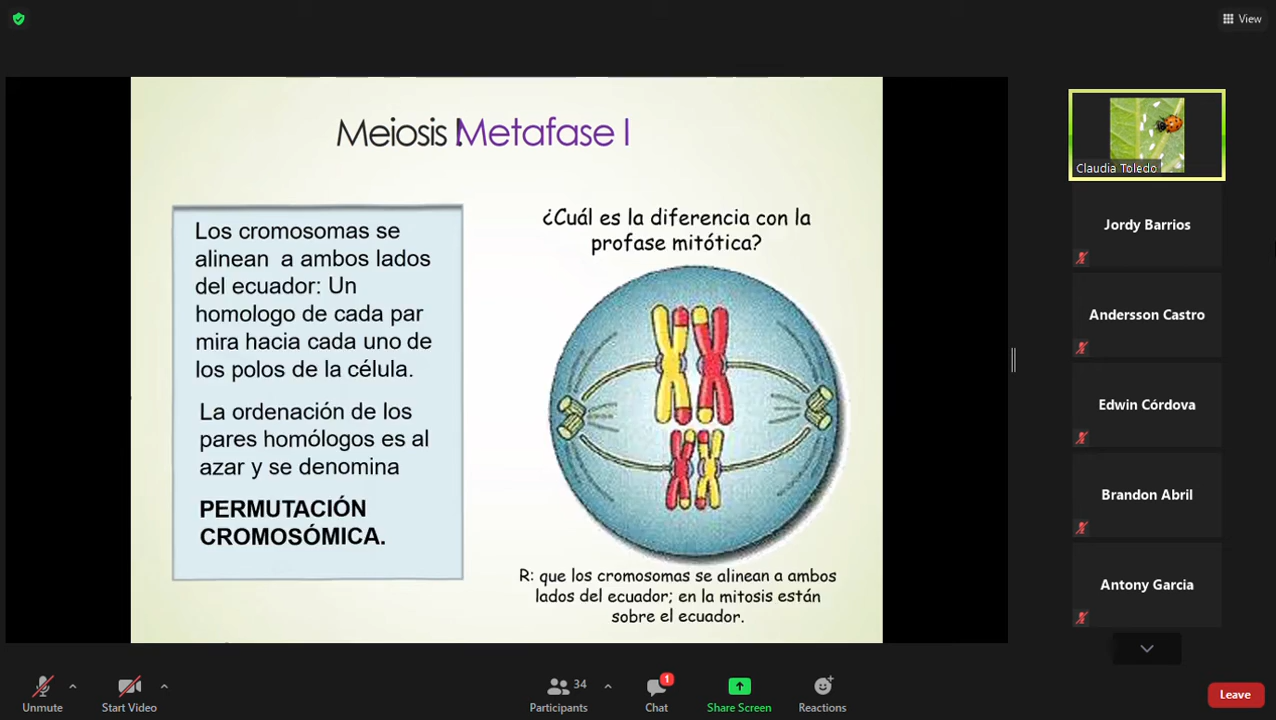 View
Meiosis I.Metafase I
Los cromosomas se
alinean a ambos lados
del ecuador: Un
homologo de cada par
mira hacia cada uno de
los polos de la célula.
La ordenación de los
pares homólogos es al
azar y se denomina
PERMUTACIÓN
CROMOSÓMICA.
¿Cuál es la diferencia con la
profase mitótica?
R: que los cromosomas se alinean a ambos
lados del ecuador; en la mitosis están
sobre el ecuador.
Claudia Toledo
Jordy Barrios
Andersson Castro
Edwin Córdova
Brandon Abril
Antony Garcia
Unmute
Start Video
34
Participants
1
Chat
Share Screen
Reactions
Leave